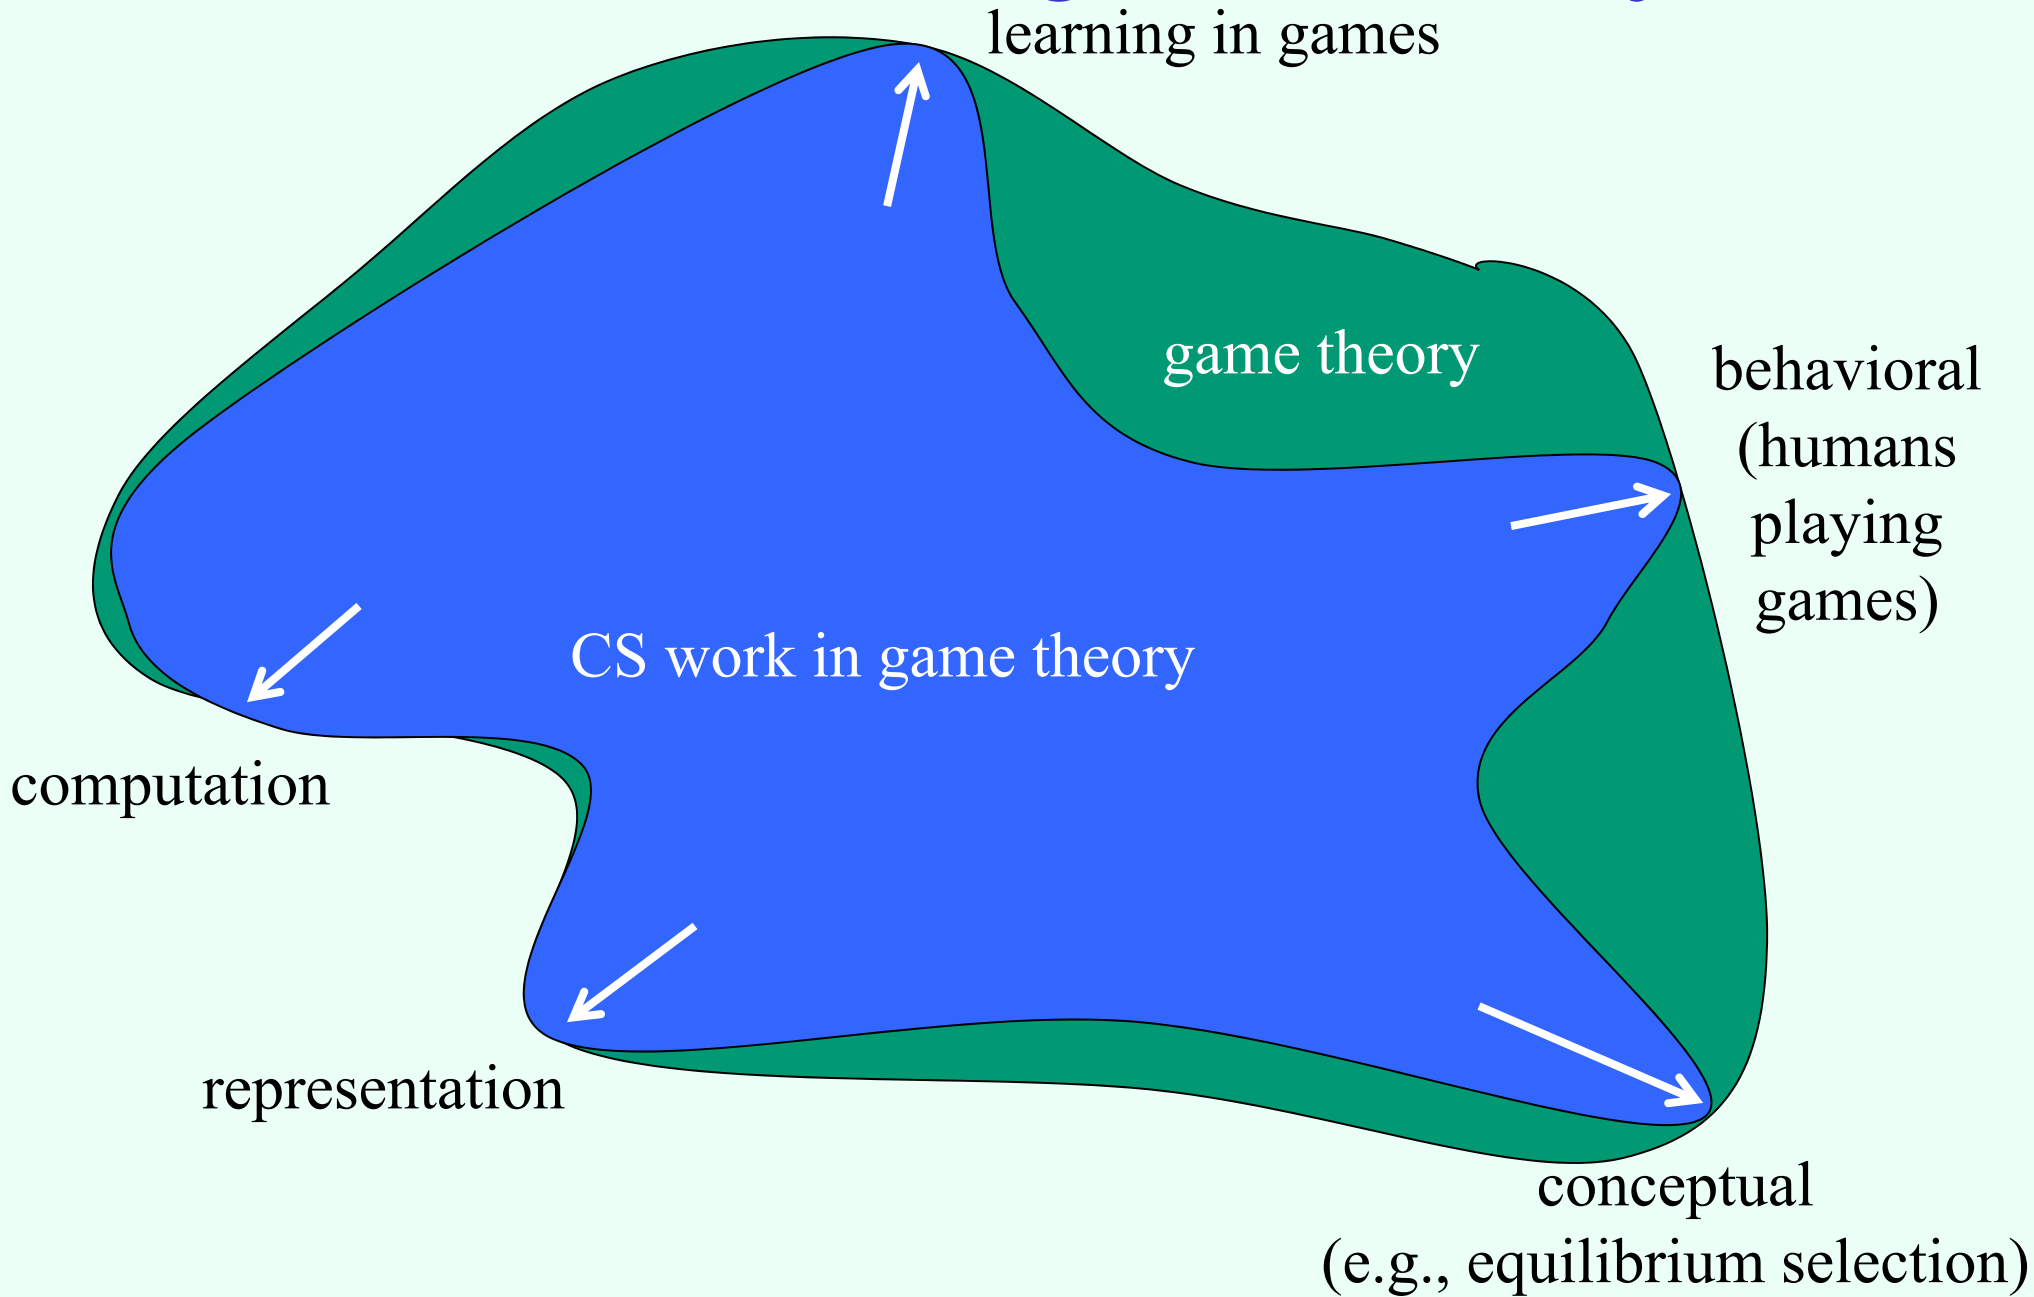 learning in games
game theory
behavioral
(humans
playing
games)
CS work in game theory
computation
representation
conceptual
(e.g., equilibrium selection)